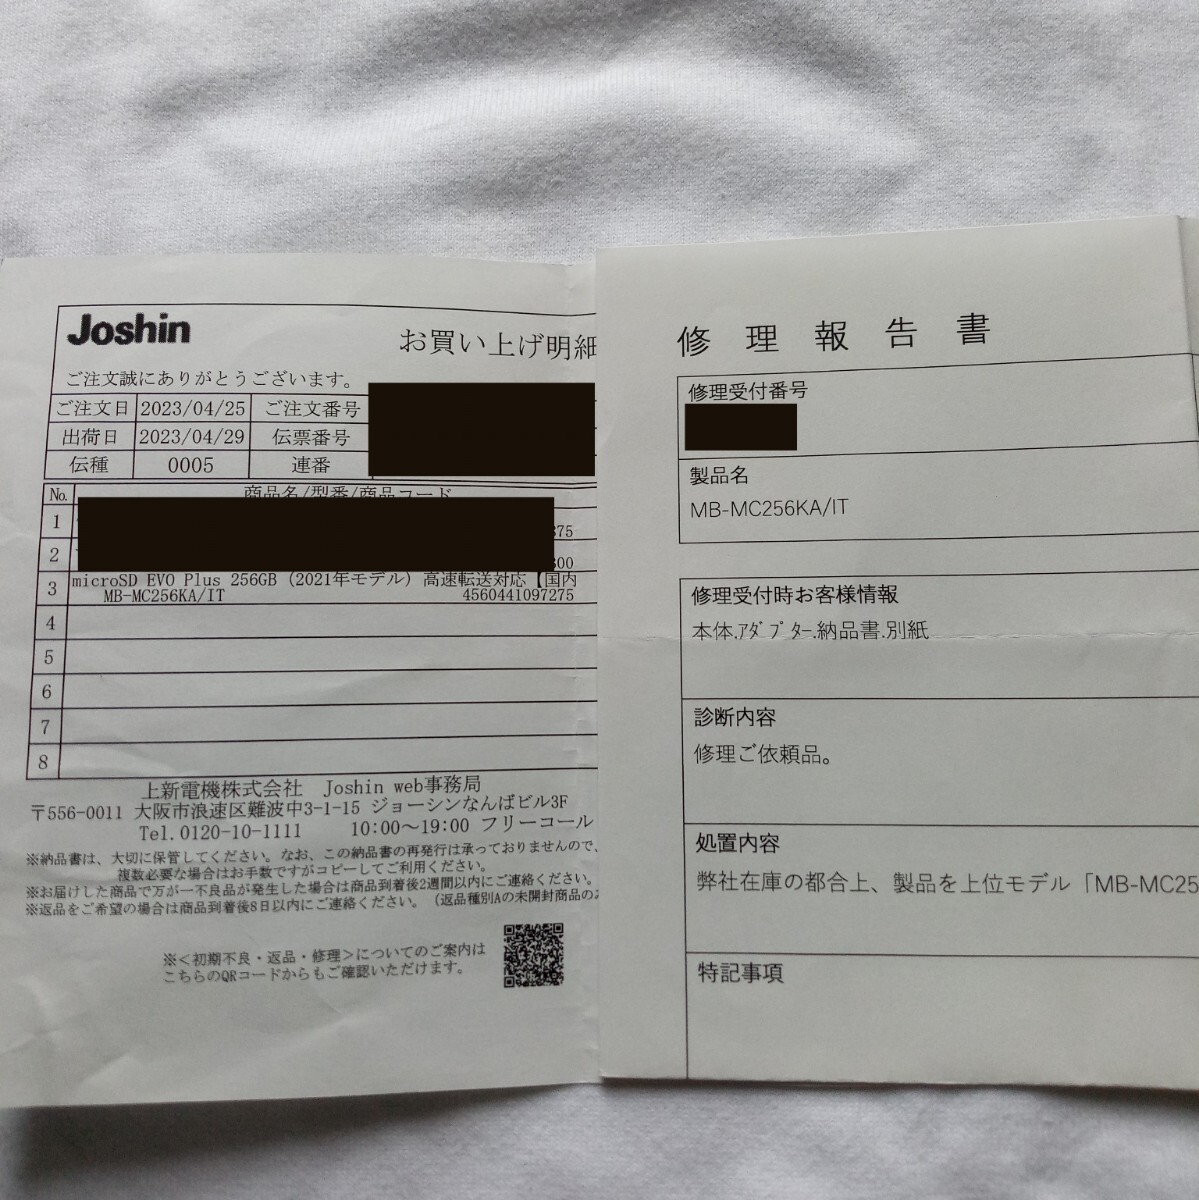 Joshin
お買い上げ明細
ご注文誠にありがとうございます。
ご注文日 2023/04/25 ご注文番号
出荷日 2023/04/29 伝票番号
伝種 0005 連番
No. 商品名/型番/商品コード
1 375
2 300
3 microSD EVO Plus 256GB (2021年モデル) 高速転送対応【国内
MB-MC256KA/IT 4560441097275
4
5
6
7
8
上新電機株式会社 Joshin web事務局
〒556-0011 大阪市浪速区難波中3-1-15 ジョーシンなんばビル3F
Tel.0120-10-1111 10:00～19:00 フリーコール
※納品書は、大切に保管してください。なお、この納品書の再発行は承っておりませんので、
複数必要な場合はお手数ですがコピーしてご利用ください。
※お届けした商品で万が一不良品が発生した場合は商品到着後2週間以内にご連絡ください。
※返品をご希望の場合は商品到着後8日以内にご連絡ください。（返品種別Aの未開封商品の
※<初期不良・返品・修理>についてのご案内は
こちらのQRコードからもご確認いただけます。
修理報告書
修理受付番号
製品名
MB-MC256KA/IT
修理受付時お客様情報
本体.ｱﾀﾞﾌﾟﾀｰ.納品書.別紙
診断内容
修理ご依頼品。
処置内容
弊社在庫の都合上、製品を上位モデル「MB-MC25
特記事項